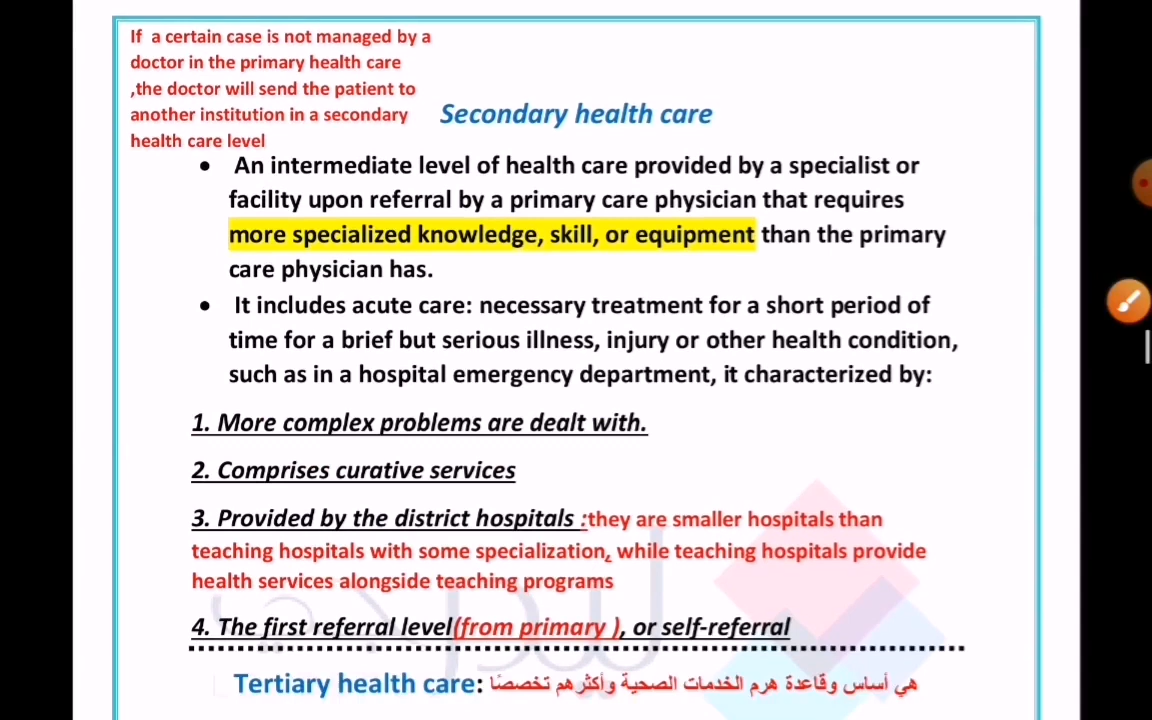 If a certain case is not managed by a
doctor in the primary health care
,the doctor will send the patient to
another institution in a secondary
health care level
Secondary health care
• An intermediate level of health care provided by a specialist or
facility upon referral by a primary care physician that requires
more specialized knowledge, skill, or equipment than the primary
care physician has.
• It includes acute care: necessary treatment for a short period of
time for a brief but serious illness, injury or other health condition,
such as in a hospital emergency department, it characterized by:
1. More complex problems are dealt with.
2. Comprises curative services
3. Provided by the district hospitals :they are smaller hospitals than
teaching hospitals with some specialization, while teaching hospitals provide
health services alongside teaching programs
4. The first referral level(from primary ), or self-referral
Tertiary health care: هي أساس وقاعدة هرم الخدمات الصحية وأكثرهم تخصصًا